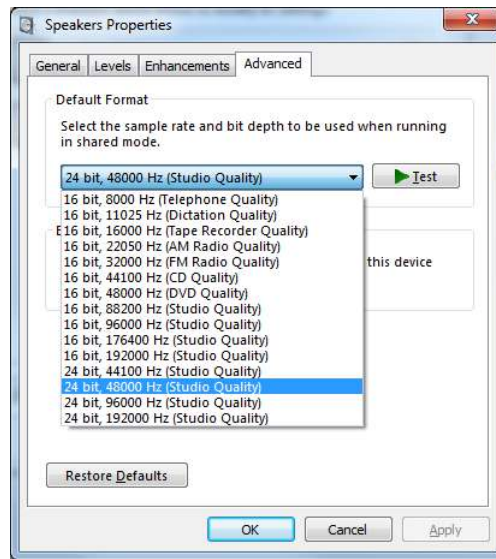 Speakers Properties
General Levels Enhancements Advanced
Default Format
Select the sample rate and bit depth to be used when running
in shared mode.
24 bit, 48000 Hz (Studio Quality)
Test
16 bit, 8000 Hz (Telephone Quality)
16 bit, 11025 Hz (Dictation Quality)
E
16 bit, 16000 Hz (Tape Recorder Quality)
16 bit, 22050 Hz (AM Radio Quality)
16 bit, 32000 Hz (FM Radio Quality)
this device
16 bit, 44100 Hz (CD Quality)
16 bit, 48000 Hz (DVD Quality)
16 bit, 88200 Hz (Studio Quality)
16 bit, 96000 Hz (Studio Quality)
16 bit, 176400 Hz (Studio Quality)
16 bit, 192000 Hz (Studio Quality)
24 bit, 44100 Hz (Studio Quality)
24 bit, 48000 Hz (Studio Quality)
24 bit, 96000 Hz (Studio Quality)
24 bit, 192000 Hz (Studio Quality)
Restore Defaults
OK Cancel Apply